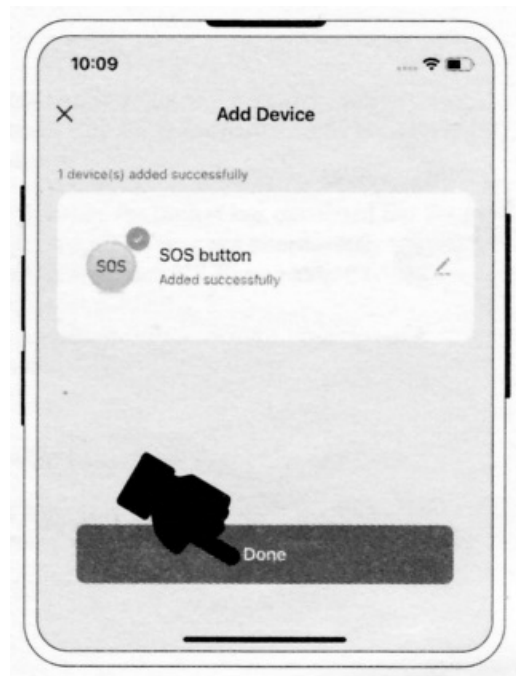 10:09
Add Device
1 device(s) added successfully
SOS
SOS button
Added successfully
Done